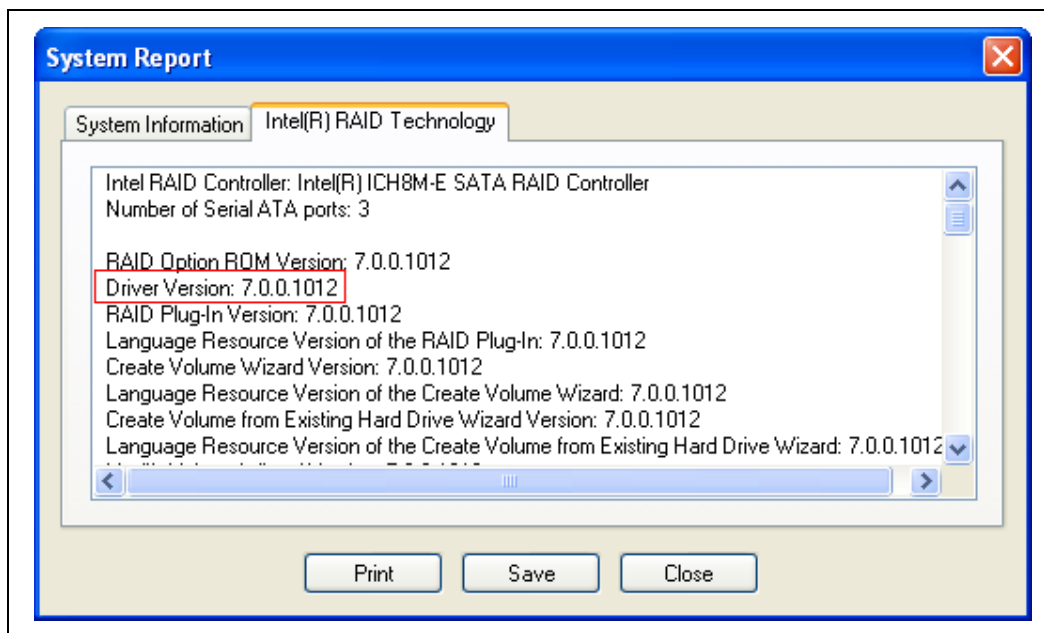 System Report
System Information
Intel(R) RAID Technology
Intel RAID Controller: Intel(R) ICH8M-E SATA RAID Controller
Number of Serial ATA ports: 3
RAID Option ROM Version: 7.0.0.1012
Driver Version: 7.0.0.1012
RAID Plug-In Version: 7.0.0.1012
Language Resource Version of the RAID Plug-In: 7.0.0.1012
Create Volume Wizard Version: 7.0.0.1012
Language Resource Version of the Create Volume Wizard: 7.0.0.1012
Create Volume from Existing Hard Drive Wizard Version: 7.0.0.1012
Language Resource Version of the Create Volume from Existing Hard Drive Wizard: 7.0.0.1012
Print
Save
Close